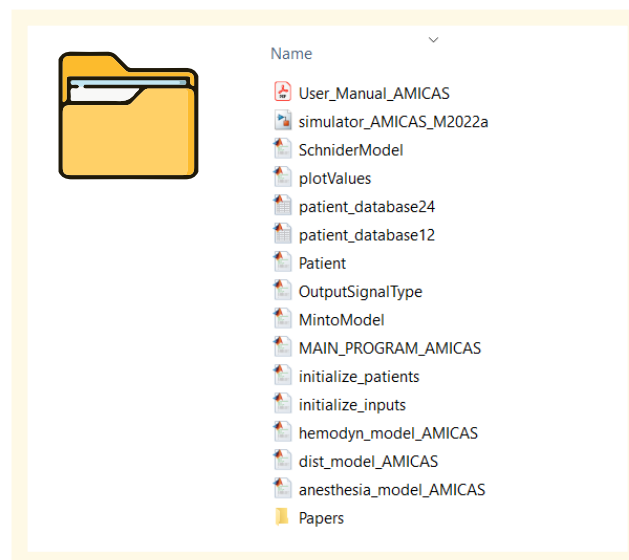 Name
User_Manual_AMICAS
simulator_AMICAS_M2022a
SchniderModel
plotValues
patient_database24
patient_database12
Patient
OutputSignalType
MintoModel
MAIN_PROGRAM_AMICAS
initialize_patients
initialize_inputs
hemodyn_model_AMICAS
dist_model_AMICAS
anesthesia_model_AMICAS
Papers